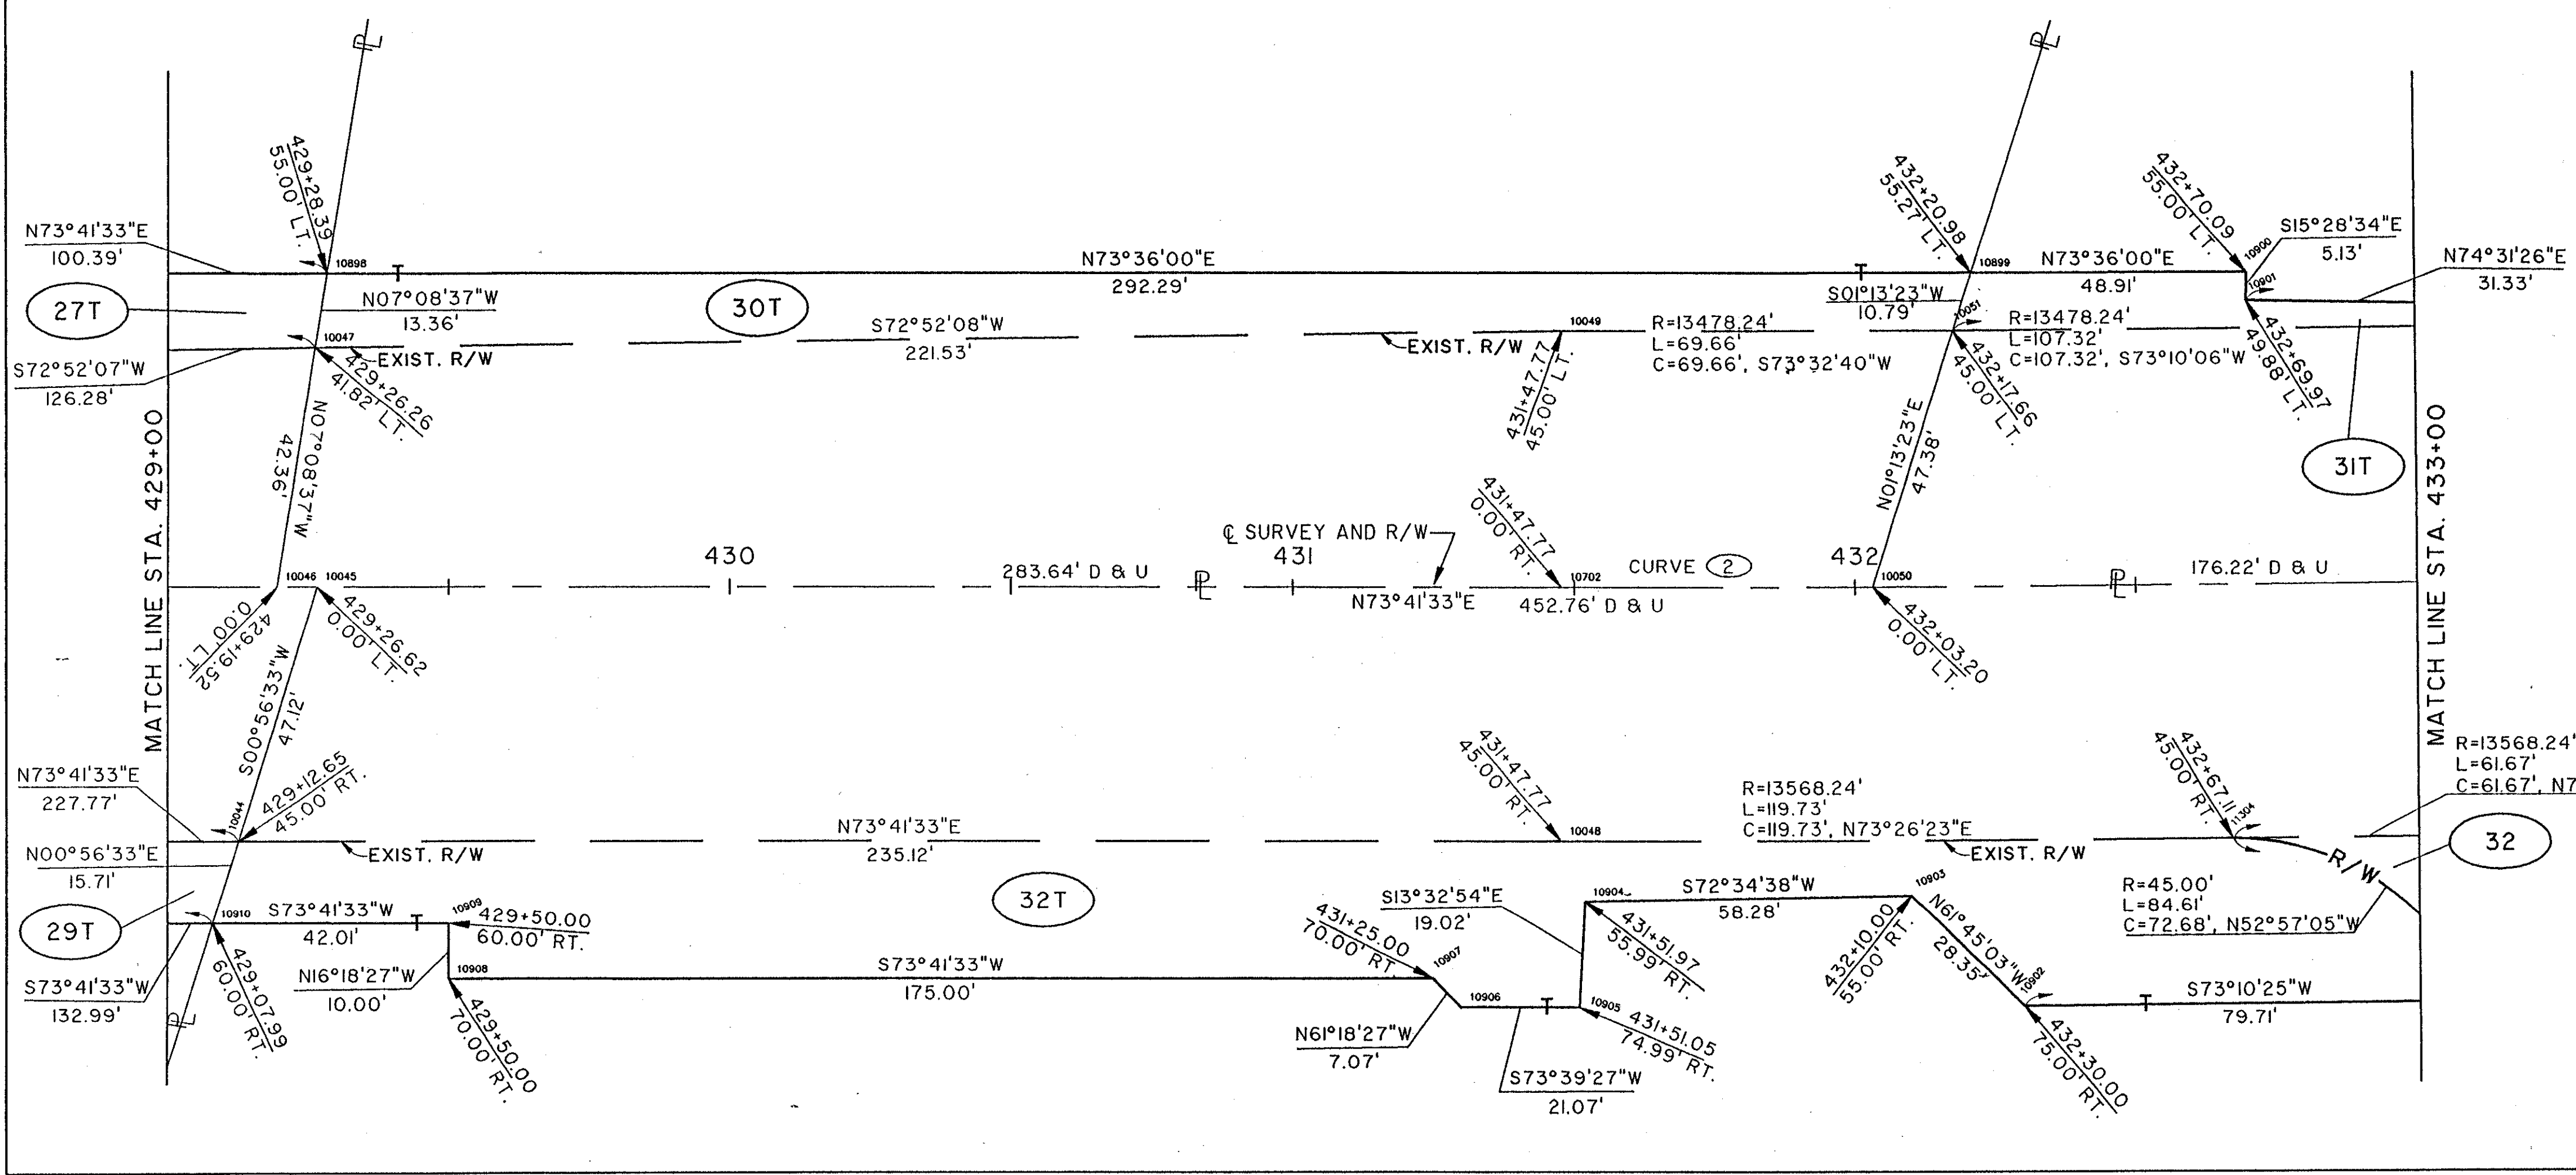 MATCH LINE STA. 429+00
MATCH LINE STA. 433+00
PL
PL
429+28.39
55.00' LT.
N73°41'33"E
100.39'
10898
T
N73°36'00"E
292.29'
T
432+20.98
55.27' LT.
10899
N73°36'00"E
48.91'
432+70.09
55.00' LT.
10900
S15°28'34"E
5.13'
10901
N74°31'26"E
31.33'
27T
N07°08'37"W
13.36'
30T
10047
EXIST. R/W
S72°52'07"W
126.28'
429+26.26
41.82' LT.
S72°52'08"W
221.53'
EXIST. R/W
10049
431+47.77
45.00' LT.
R=13478.24'
L=69.66'
C=69.66', S73°32'40"W
S01°13'23"W
10.79'
10051
R=13478.24'
L=107.32'
C=107.32', S73°10'06"W
432+17.66
45.00' LT.
432+69.97
49.88' LT.
31T
N07°08'37"W
42.36'
N01°13'23"E
47.38'
10046
10045
429+19.52
0.00' LT.
429+26.62
0.00' LT.
430
283.64' D & U
PL
CL SURVEY AND R/W
431
N73°41'33"E
431+47.77
0.00' RT.
10702
CURVE 2
452.76' D & U
432
10050
432+03.20
0.00' LT.
PL
176.22' D & U
S00°56'33"W
47.12'
N73°41'33"E
227.77'
10044
429+12.65
45.00' RT.
EXIST. R/W
N73°41'33"E
235.12'
431+47.77
45.00' RT.
10048
R=13568.24'
L=119.73'
C=119.73', N73°26'23"E
EXIST. R/W
432+67.11
45.00' RT.
11304
R=13568.24'
L=61.67'
C=61.67', N7
32
R/W
R=45.00'
L=84.61'
C=72.68', N52°57'05"W
N00°56'33"E
15.71'
29T
10910
S73°41'33"W
42.01'
T
10909
429+50.00
60.00' RT.
32T
S73°41'33"W
132.99'
PL
429+07.99
60.00' RT.
N16°18'27"W
10.00'
10908
429+50.00
70.00' RT.
S73°41'33"W
175.00'
431+25.00
70.00' RT.
10907
N61°18'27"W
7.07'
10906
T
S73°39'27"W
21.07'
S13°32'54"E
19.02'
10904
431+51.97
55.99' RT.
10905
431+51.05
74.99' RT.
S72°34'38"W
58.28'
10903
432+10.00
55.00' RT.
N61°45'03"W
28.35'
10902
432+30.00
75.00' RT.
T
S73°10'25"W
79.71'